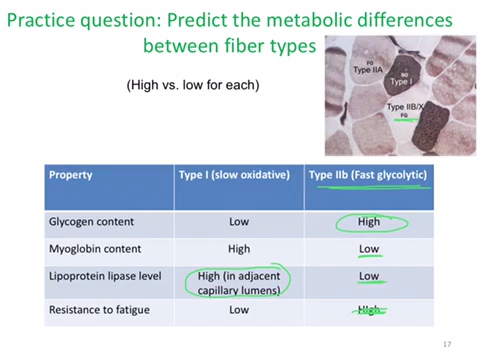 Practice question: Predict the metabolic differences
between fiber types
(High vs. low for each)
FG
Type IIA
SO
Type I
Type IIB/X
FG
Property Type I (slow oxidative) Type IIb (Fast glycolytic)
Glycogen content Low High
Myoglobin content High Low
Lipoprotein lipase level High (in adjacent Low
capillary lumens)
Resistance to fatigue Low High
17